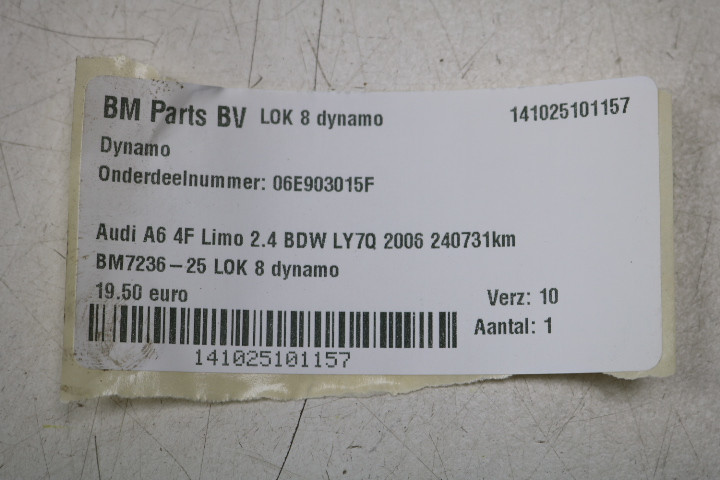 BM Parts BV LOK 8 dynamo 141025101157
Dynamo
Onderdeelnummer: 06E903015F
Audi A6 4F Limo 2.4 BDW LY7Q 2006 240731km
BM7236-25 LOK 8 dynamo
19.50 euro Verz: 10
Aantal: 1
141025101157